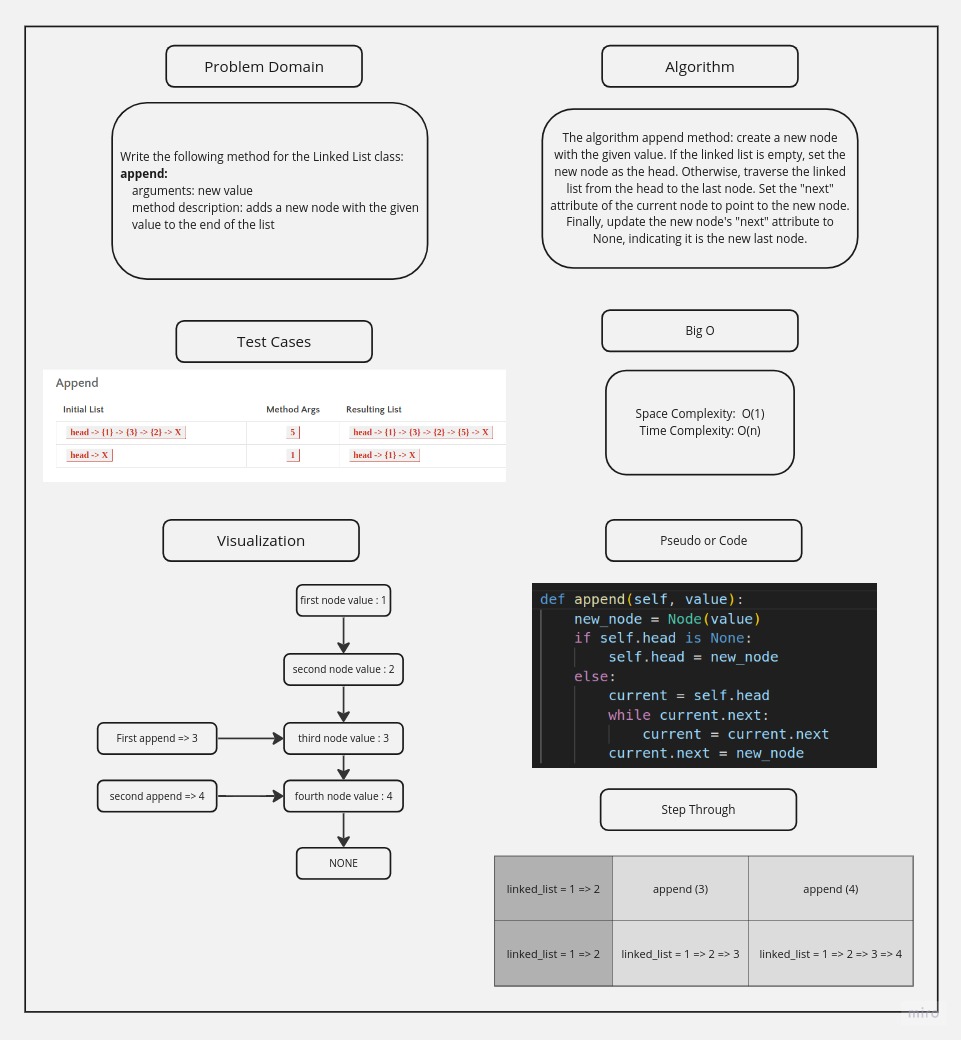 Problem Domain
Write the following method for the Linked List class:
append:
arguments: new value
method description: adds a new node with the given
value to the end of the list
Test Cases
Append
Initial List Method Args Resulting List
head -> {1} -> {3} -> {2} -> X 5 head -> {1} -> {3} -> {2} -> {5} -> X
head -> X 1 head -> {1} -> X
Visualization
first node value : 1
second node value : 2
First append => 3 third node value : 3
second append => 4 fourth node value : 4
NONE
Algorithm
The algorithm append method: create a new node
with the given value. If the linked list is empty, set the
new node as the head. Otherwise, traverse the linked
list from the head to the last node. Set the "next"
attribute of the current node to point to the new node.
Finally, update the new node's "next" attribute to
None, indicating it is the new last node.
Big O
Space Complexity:  O(1)
Time Complexity: O(n)
Pseudo or Code
def append(self, value):
    new_node = Node(value)
    if self.head is None:
        self.head = new_node
    else:
        current = self.head
        while current.next:
            current = current.next
        current.next = new_node
Step Through
linked_list = 1 => 2 append (3) append (4)
linked_list = 1 => 2 linked_list = 1 => 2 => 3 linked_list = 1 => 2 => 3 => 4
miro